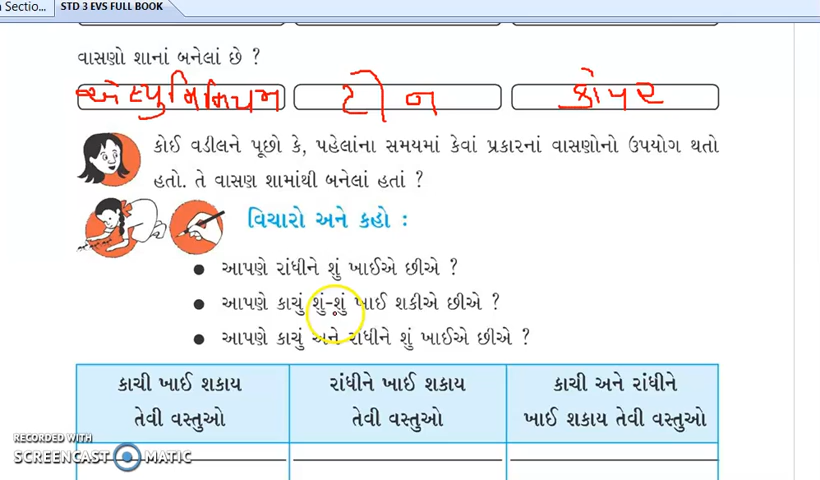 n Sectio...
STD 3 EVS FULL BOOK
વાસણો શાનાં બનેલાં છે ?
એલ્યુમિનિયમ ટીન કોપર
કોઈ વડીલને પૂછો કે, પહેલાંના સમયમાં કેવાં પ્રકારનાં વાસણોનો ઉપયોગ થતો
હતો. તે વાસણ શામાંથી બનેલાં હતાં ?
વિચારો અને કહો :
● આપણે રાંધીને શું ખાઈએ છીએ ?
● આપણે કાચું શું-શું ખાઈ શકીએ છીએ ?
● આપણે કાચું અને રાંધીને શું ખાઈએ છીએ ?
કાચી ખાઈ શકાય
તેવી વસ્તુઓ
રાંધીને ખાઈ શકાય
તેવી વસ્તુઓ
કાચી અને રાંધીને
ખાઈ શકાય તેવી વસ્તુઓ
RECORDED WITH
SCREENCAST MATIC